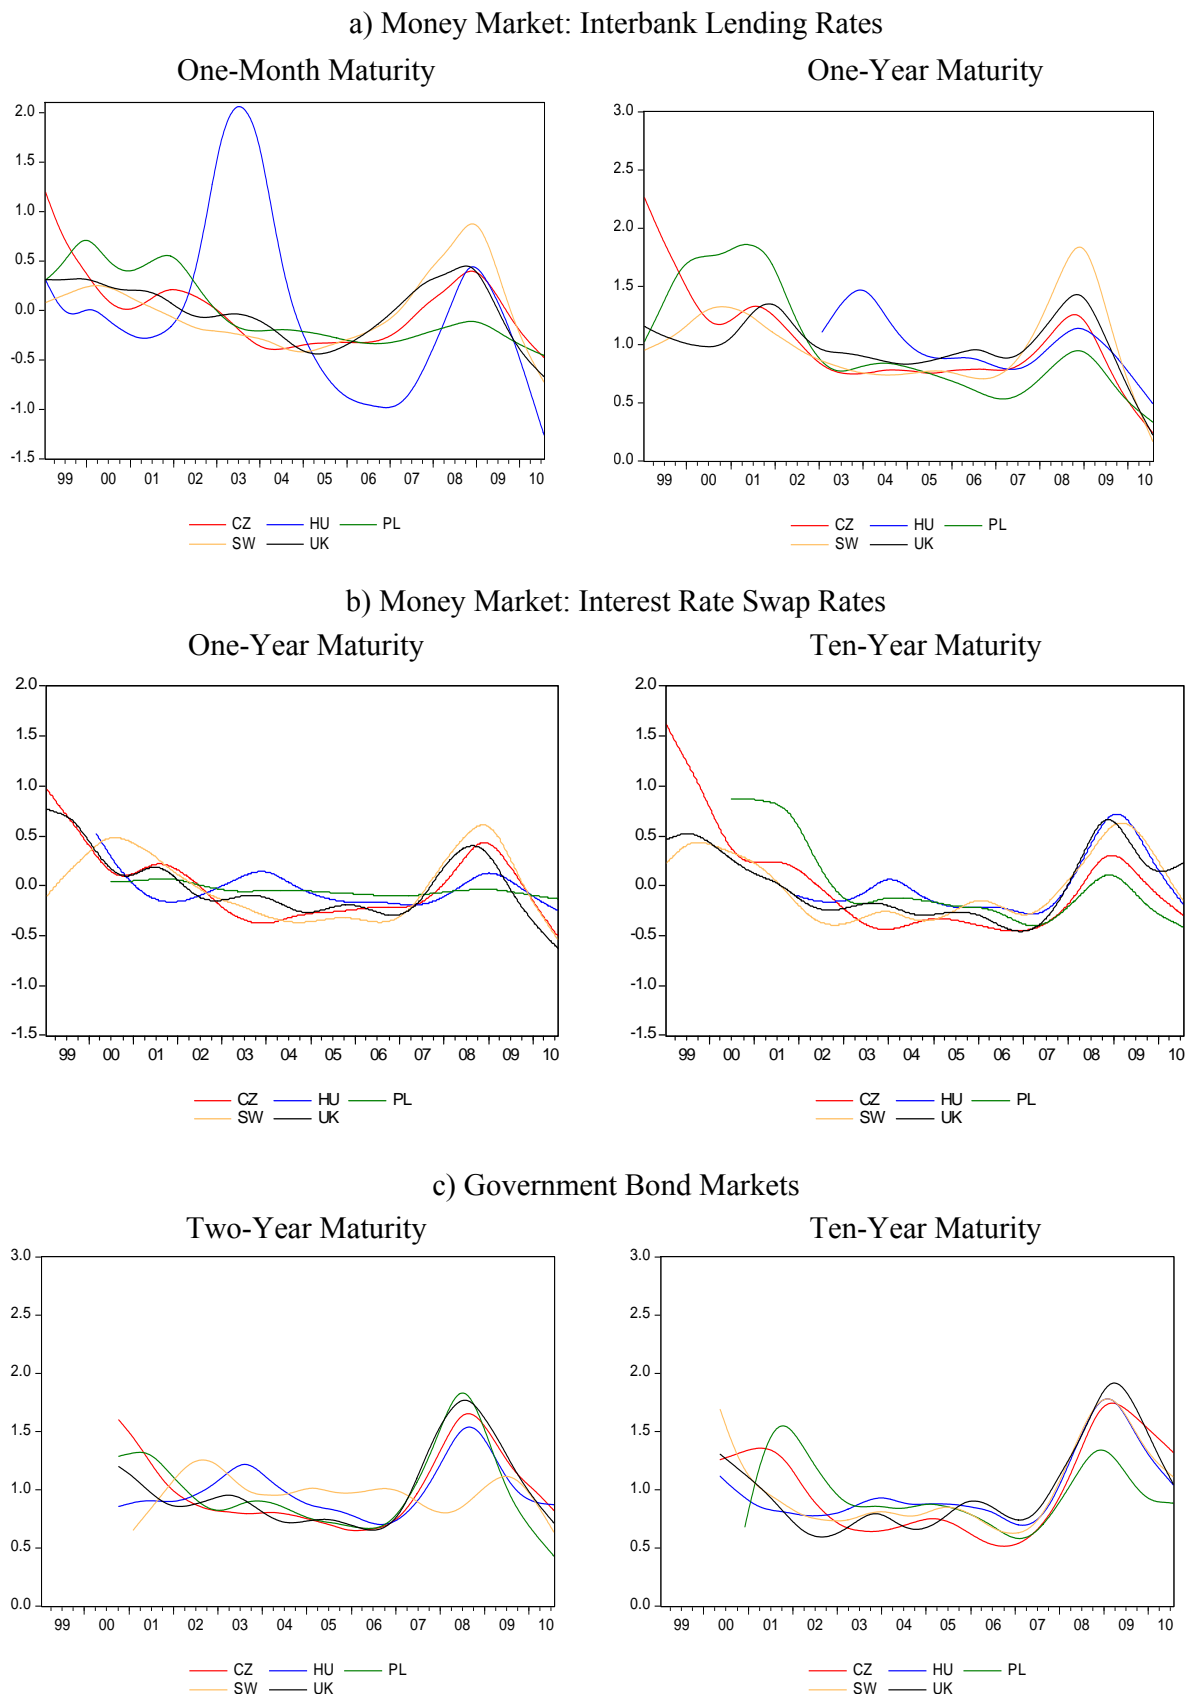 a) Money Market: Interbank Lending Rates
One-Month Maturity
One-Year Maturity
2.0
1.5
1.0
0.5
0.0
-0.5
-1.0
-1.5
99 00 01 02 03 04 05 06 07 08 09 10
CZ HU PL
SW UK
3.0
2.5
2.0
1.5
1.0
0.5
0.0
99 00 01 02 03 04 05 06 07 08 09 10
CZ HU PL
SW UK
b) Money Market: Interest Rate Swap Rates
One-Year Maturity
Ten-Year Maturity
2.0
1.5
1.0
0.5
0.0
-0.5
-1.0
-1.5
99 00 01 02 03 04 05 06 07 08 09 10
CZ HU PL
SW UK
2.0
1.5
1.0
0.5
0.0
-0.5
-1.0
-1.5
99 00 01 02 03 04 05 06 07 08 09 10
CZ HU PL
SW UK
c) Government Bond Markets
Two-Year Maturity
Ten-Year Maturity
3.0
2.5
2.0
1.5
1.0
0.5
0.0
99 00 01 02 03 04 05 06 07 08 09 10
CZ HU PL
SW UK
3.0
2.5
2.0
1.5
1.0
0.5
0.0
99 00 01 02 03 04 05 06 07 08 09 10
CZ HU PL
SW UK